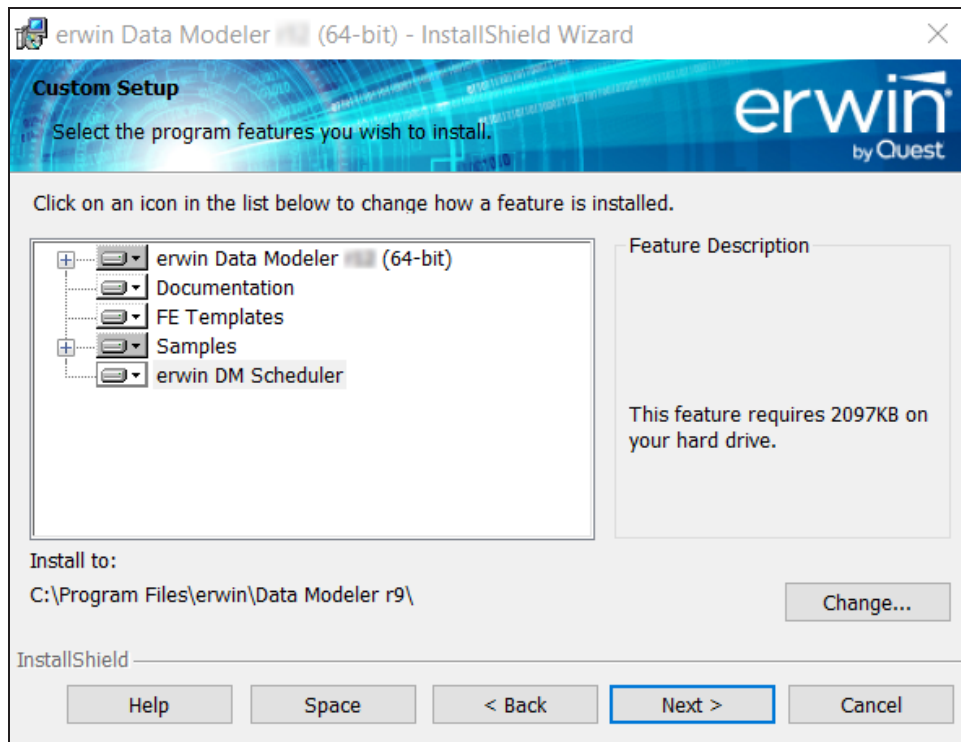 erwin Data Modeler (64-bit) - InstallShield Wizard
Custom Setup
Select the program features you wish to install.
erwin
by Quest
Click on an icon in the list below to change how a feature is installed.
erwin Data Modeler (64-bit)
Documentation
FE Templates
Samples
erwin DM Scheduler
Feature Description
This feature requires 2097KB on
your hard drive.
Install to:
C:\Program Files\erwin\Data Modeler r9\
Change...
InstallShield
Help
Space
< Back
Next >
Cancel